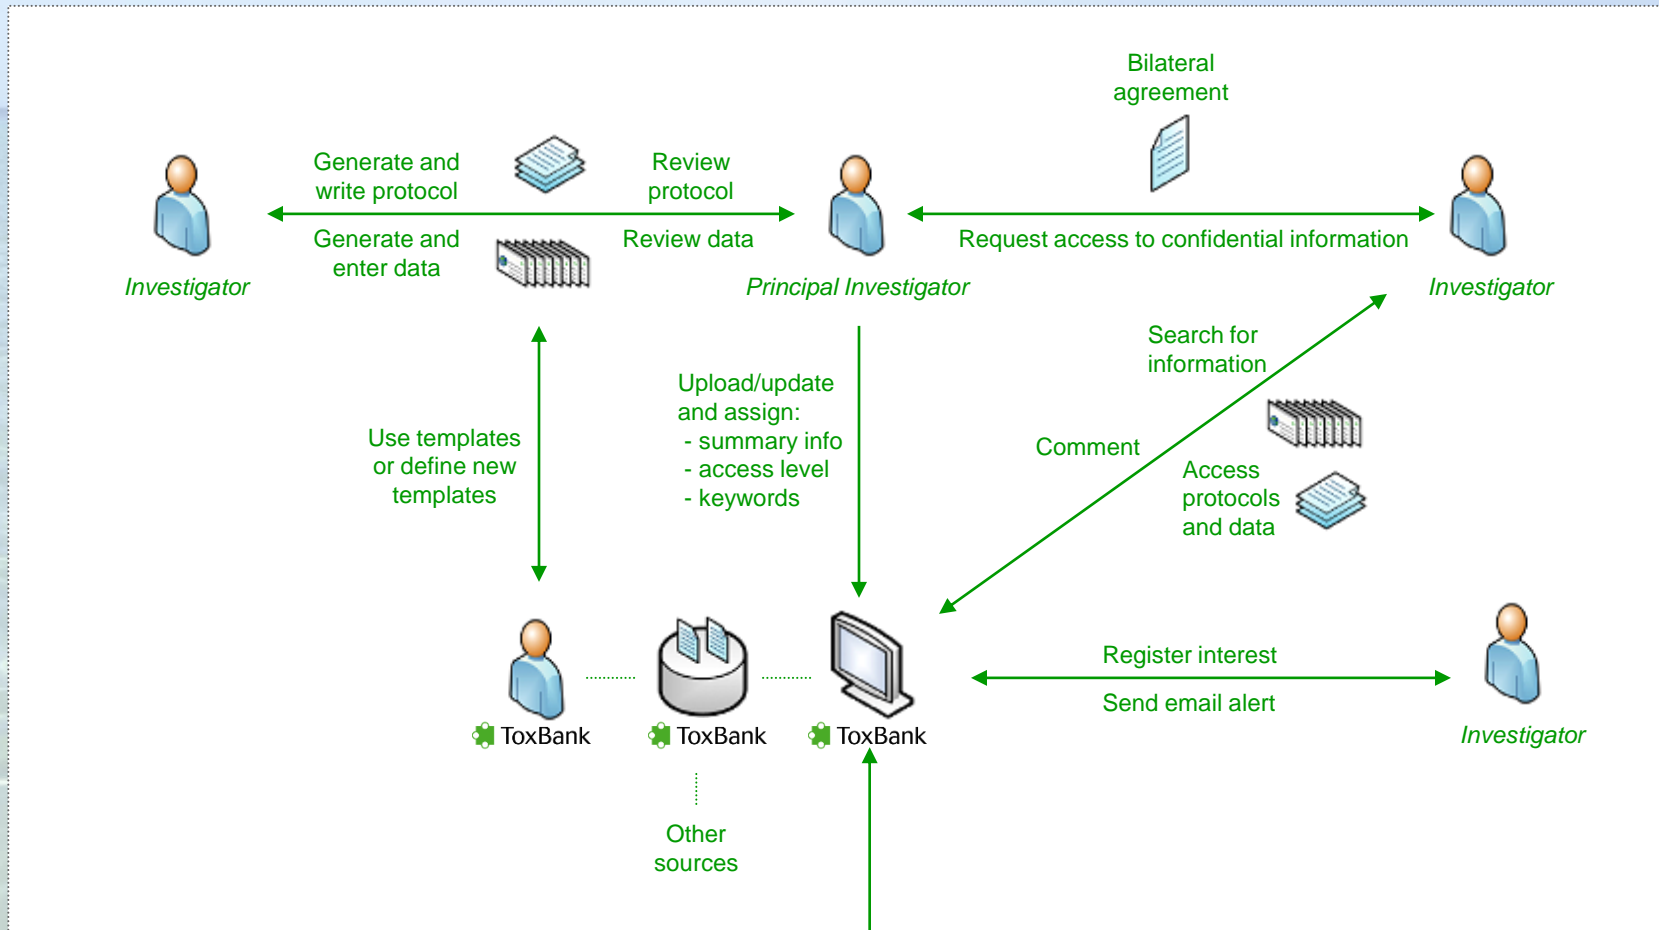 Bilateral
agreement
Generate and
write protocol
Review
protocol
Generate and
enter data
Review data
Request access to confidential information
Investigator
Principal Investigator
Investigator
Search for
information
Upload/update
and assign:
- summary info
- access level
- keywords
Use templates
or define new
templates
Comment
Access
protocols
and data
Register interest
Send email alert
ToxBank
ToxBank
ToxBank
Investigator
Other
sources